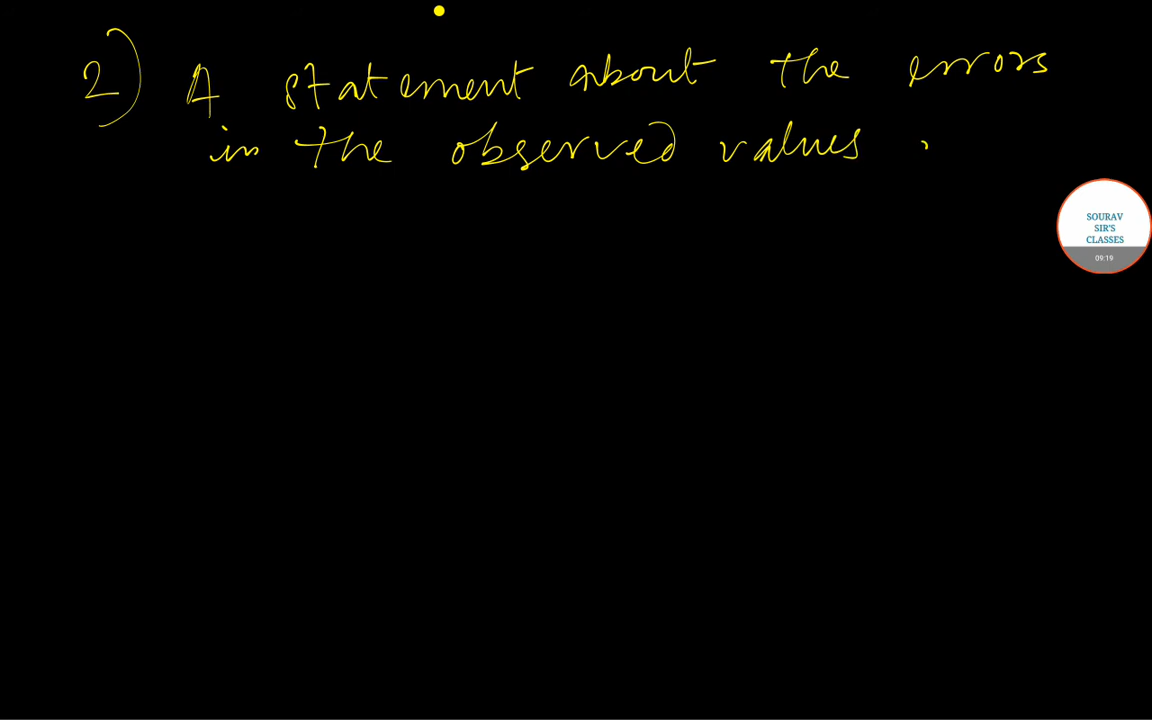 2) A statement about the errors
in the observed values .
SOURAV
SIR'S
CLASSES
09:19